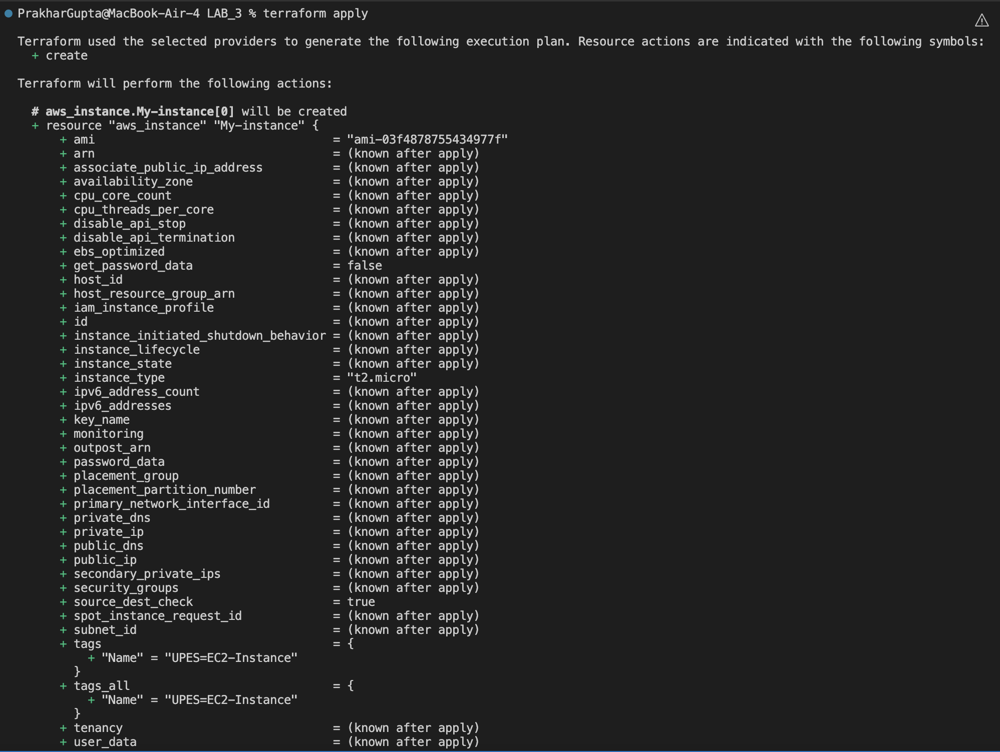 PrakharGupta@MacBook-Air-4 LAB_3 % terraform apply
Terraform used the selected providers to generate the following execution plan. Resource actions are indicated with the following symbols:
+ create
Terraform will perform the following actions:
# aws_instance.My-instance[0] will be created
+ resource "aws_instance" "My-instance" {
+ ami = "ami-03f4878755434977f"
+ arn = (known after apply)
+ associate_public_ip_address = (known after apply)
+ availability_zone = (known after apply)
+ cpu_core_count = (known after apply)
+ cpu_threads_per_core = (known after apply)
+ disable_api_stop = (known after apply)
+ disable_api_termination = (known after apply)
+ ebs_optimized = (known after apply)
+ get_password_data = false
+ host_id = (known after apply)
+ host_resource_group_arn = (known after apply)
+ iam_instance_profile = (known after apply)
+ id = (known after apply)
+ instance_initiated_shutdown_behavior = (known after apply)
+ instance_lifecycle = (known after apply)
+ instance_state = (known after apply)
+ instance_type = "t2.micro"
+ ipv6_address_count = (known after apply)
+ ipv6_addresses = (known after apply)
+ key_name = (known after apply)
+ monitoring = (known after apply)
+ outpost_arn = (known after apply)
+ password_data = (known after apply)
+ placement_group = (known after apply)
+ placement_partition_number = (known after apply)
+ primary_network_interface_id = (known after apply)
+ private_dns = (known after apply)
+ private_ip = (known after apply)
+ public_dns = (known after apply)
+ public_ip = (known after apply)
+ secondary_private_ips = (known after apply)
+ security_groups = (known after apply)
+ source_dest_check = true
+ spot_instance_request_id = (known after apply)
+ subnet_id = (known after apply)
+ tags = {
+ "Name" = "UPES=EC2-Instance"
}
+ tags_all = {
+ "Name" = "UPES=EC2-Instance"
}
+ tenancy = (known after apply)
+ user_data = (known after apply)